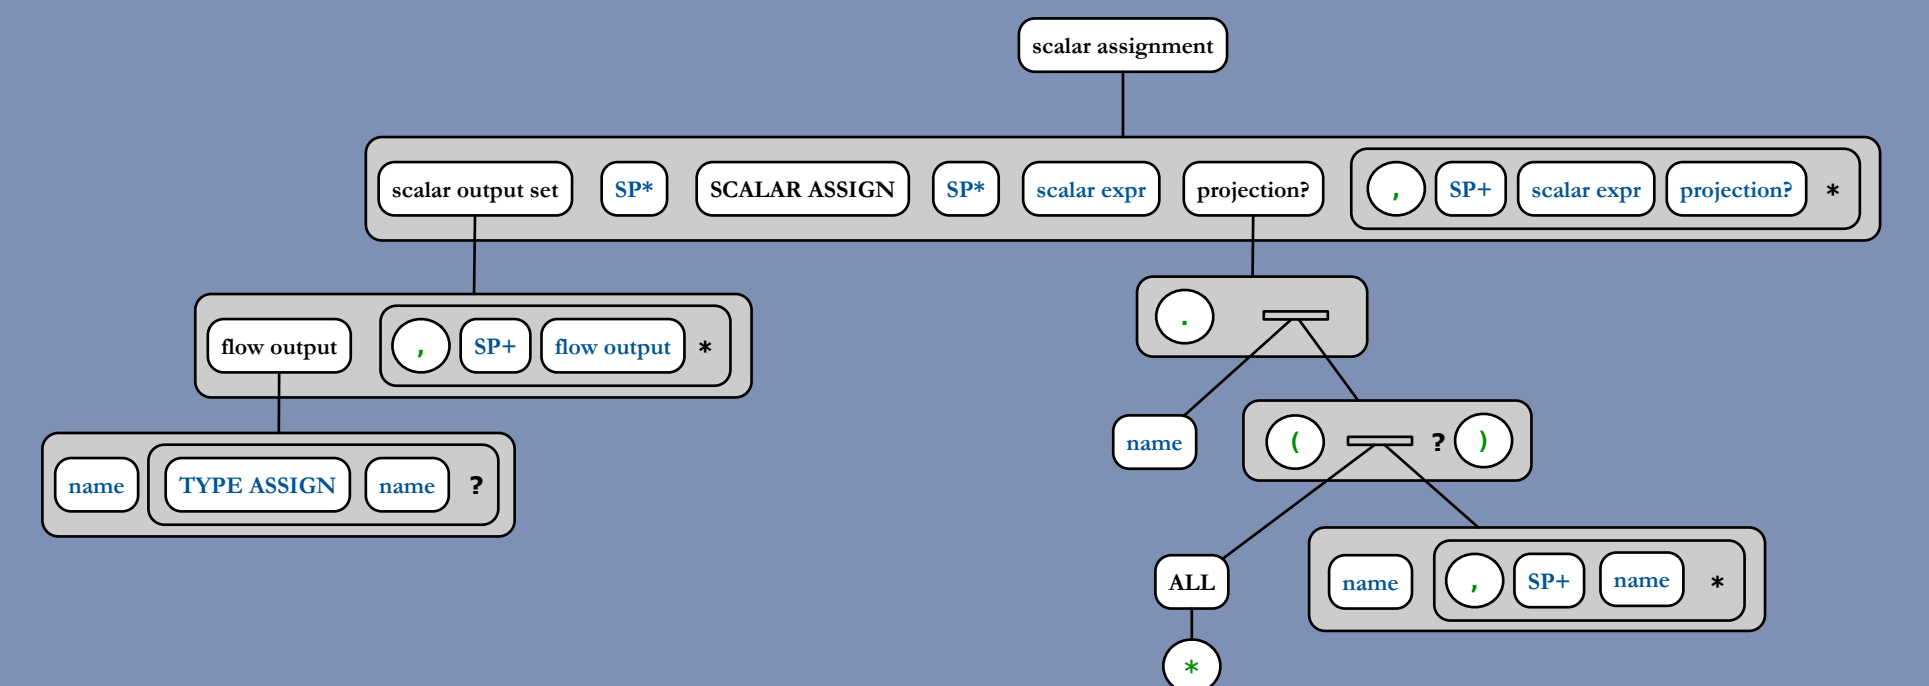 scalar assignment
scalar output set SP* SCALAR ASSIGN SP* scalar expr projection? , SP+ scalar expr projection? *
flow output , SP+ flow output *
.
name ( ? )
name TYPE ASSIGN name ?
ALL name , SP+ name *
*